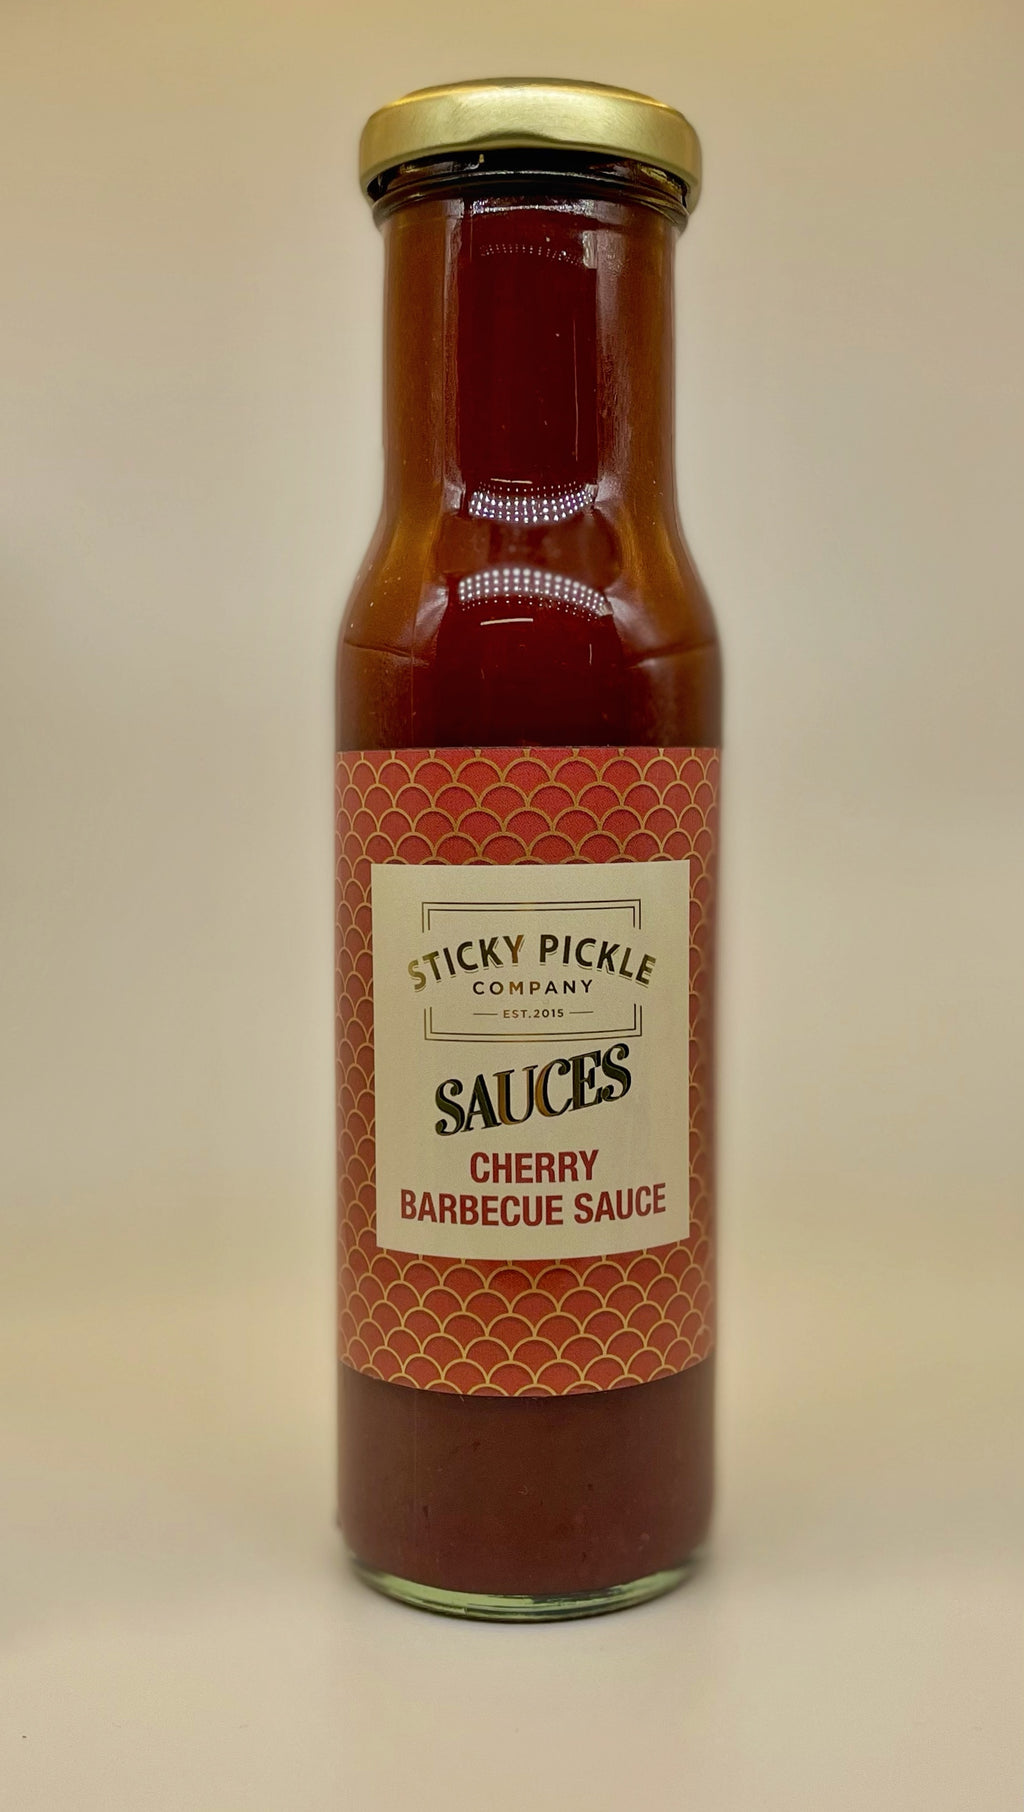 STICKY PICKLE
COMPANY
EST.2015
SAUCES
CHERRY
BARBECUE SAUCE